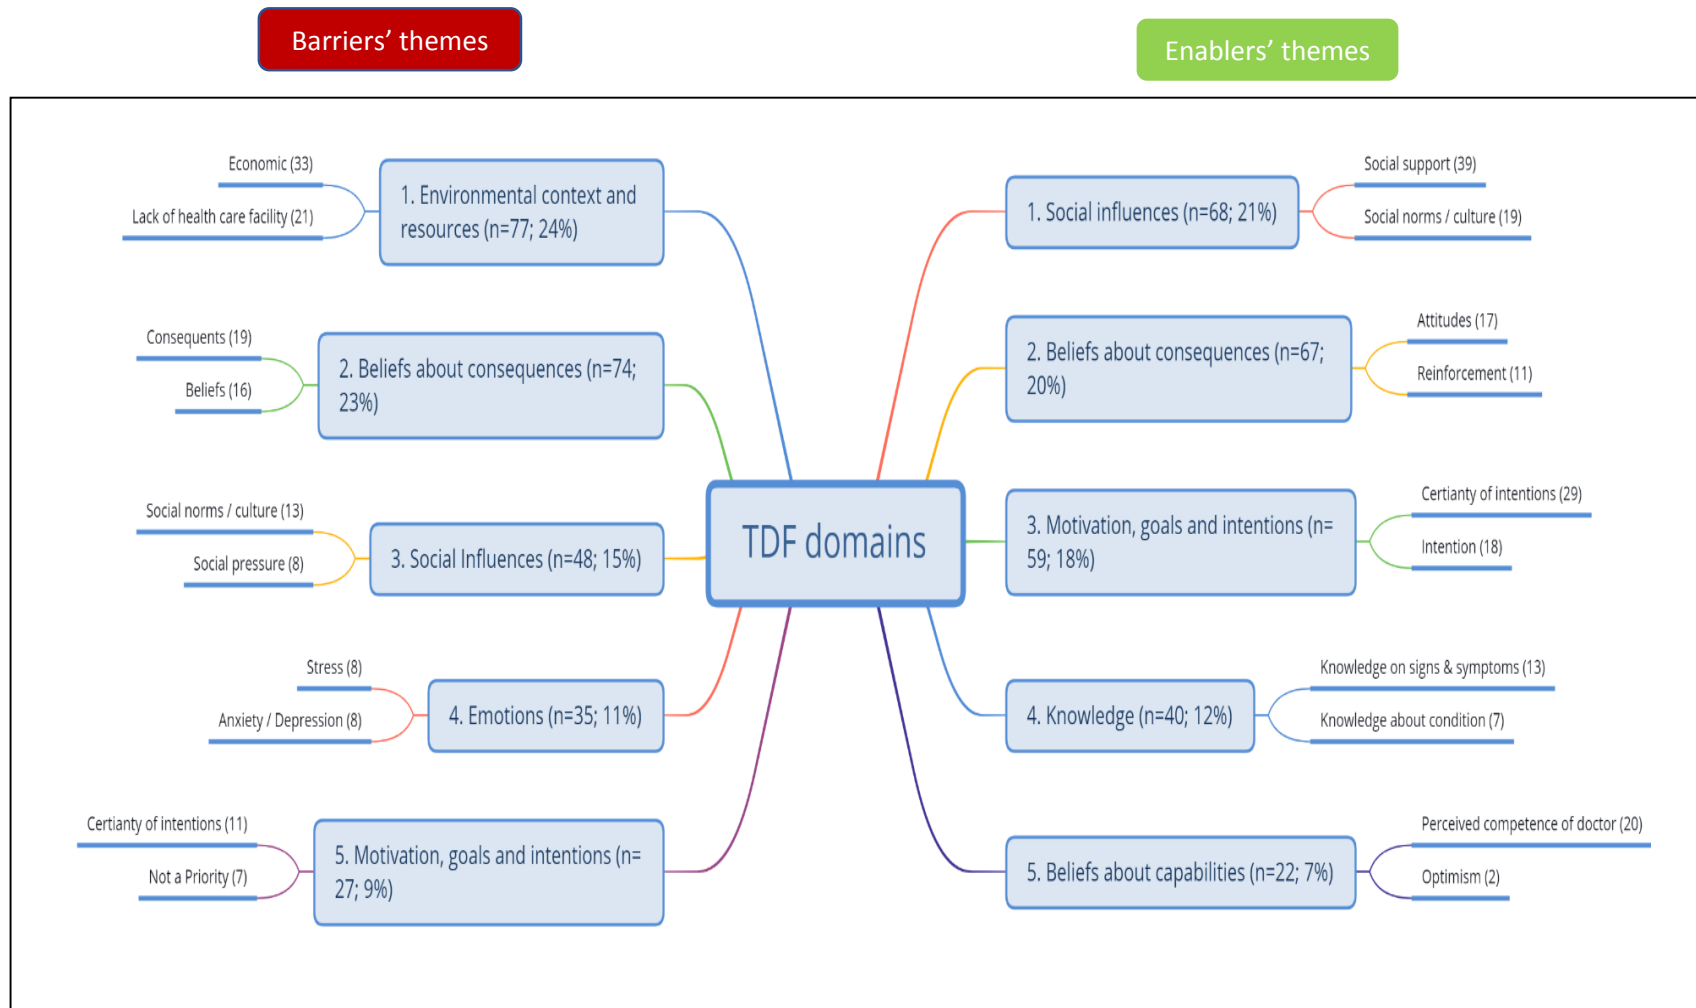 Barriers’ themes
Enablers’ themes
Economic (33)
Lack of health care facility (21)
1. Environmental context and
resources (n=77; 24%)
Consequents (19)
Beliefs (16)
2. Beliefs about consequences (n=74;
23%)
Social norms / culture (13)
Social pressure (8)
3. Social Influences (n=48; 15%)
Stress (8)
Anxiety / Depression (8)
4. Emotions (n=35; 11%)
Certianty of intentions (11)
Not a Priority (7)
5. Motivation, goals and intentions (n=
27; 9%)
TDF domains
1. Social influences (n=68; 21%)
Social support (39)
Social norms / culture (19)
2. Beliefs about consequences (n=67;
20%)
Attitudes (17)
Reinforcement (11)
3. Motivation, goals and intentions (n=
59; 18%)
Certianty of intentions (29)
Intention (18)
4. Knowledge (n=40; 12%)
Knowledge on signs & symptoms (13)
Knowledge about condition (7)
5. Beliefs about capabilities (n=22; 7%)
Perceived competence of doctor (20)
Optimism (2)